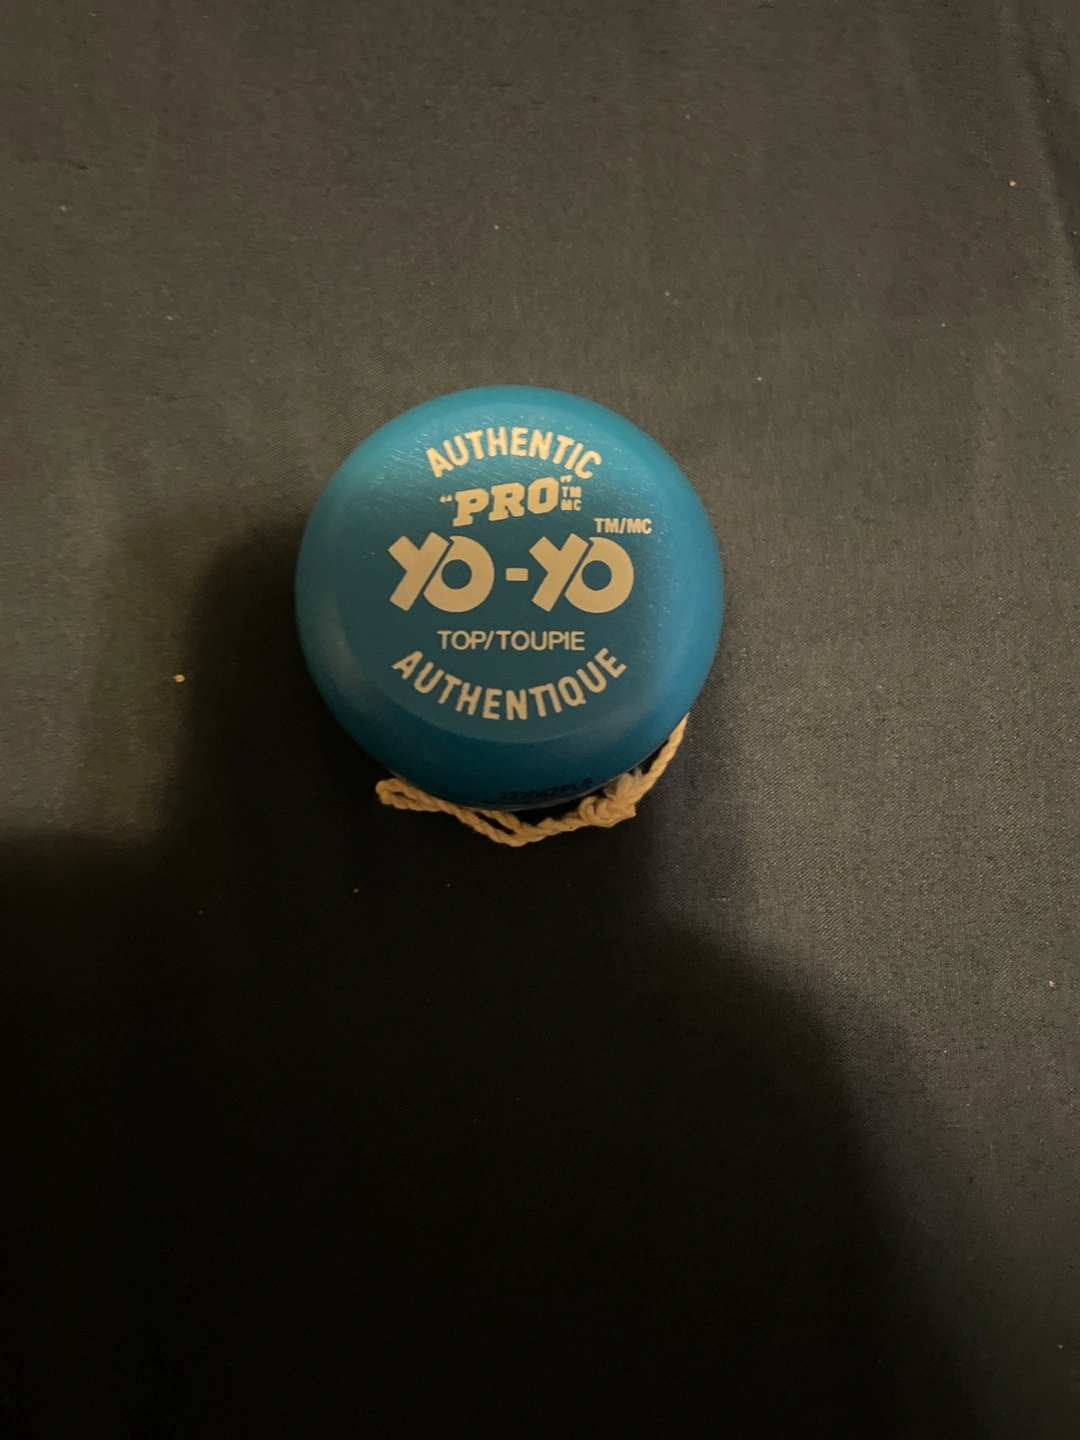 AUTHENTIC
"PRO" TM
MC
TM/MC
YO-YO
TOP/TOUPIE
AUTHENTIQUE